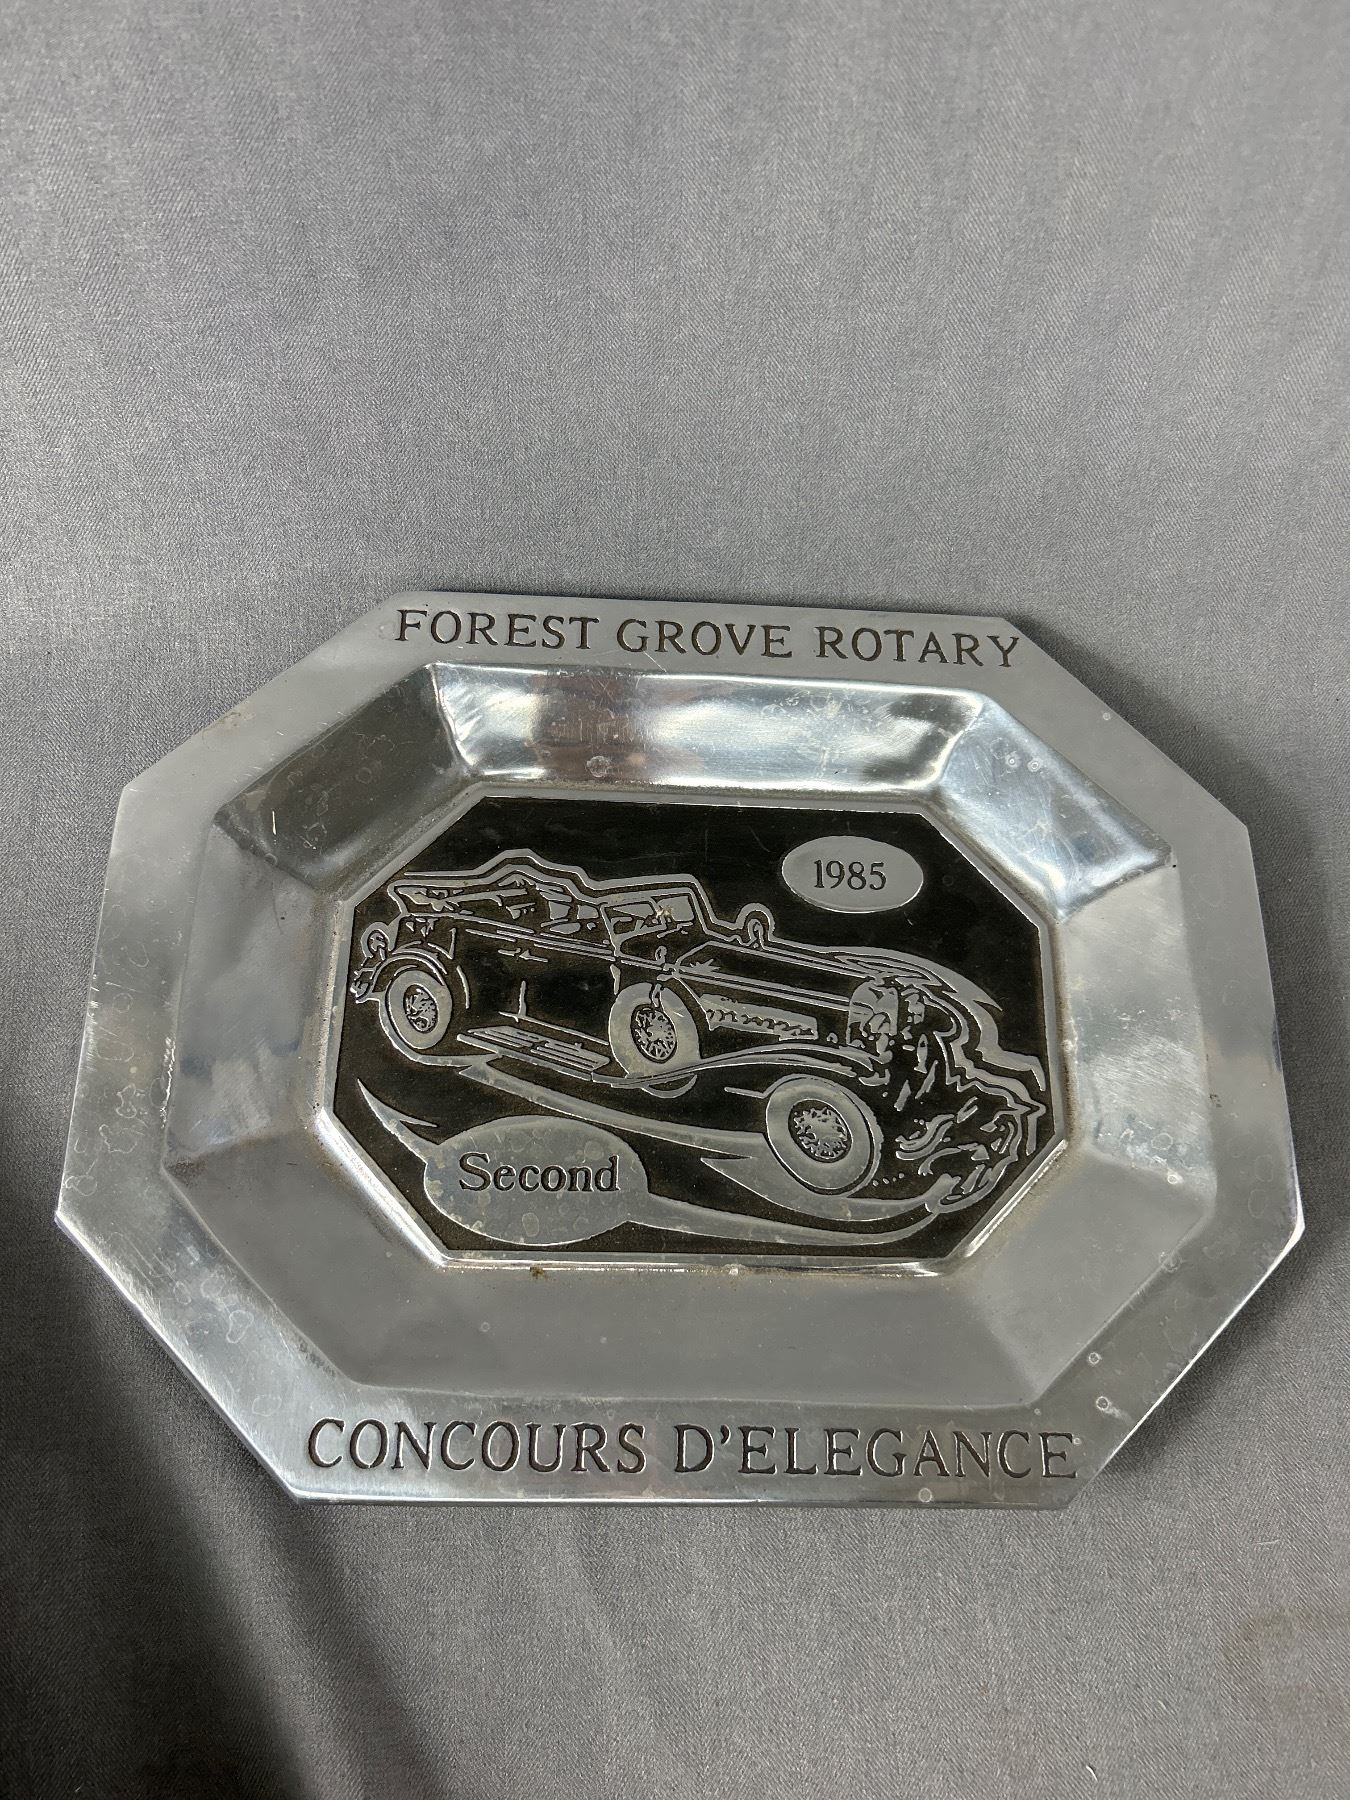 FOREST GROVE ROTARY
1985
Second
CONCOURS D'ELEGANCE